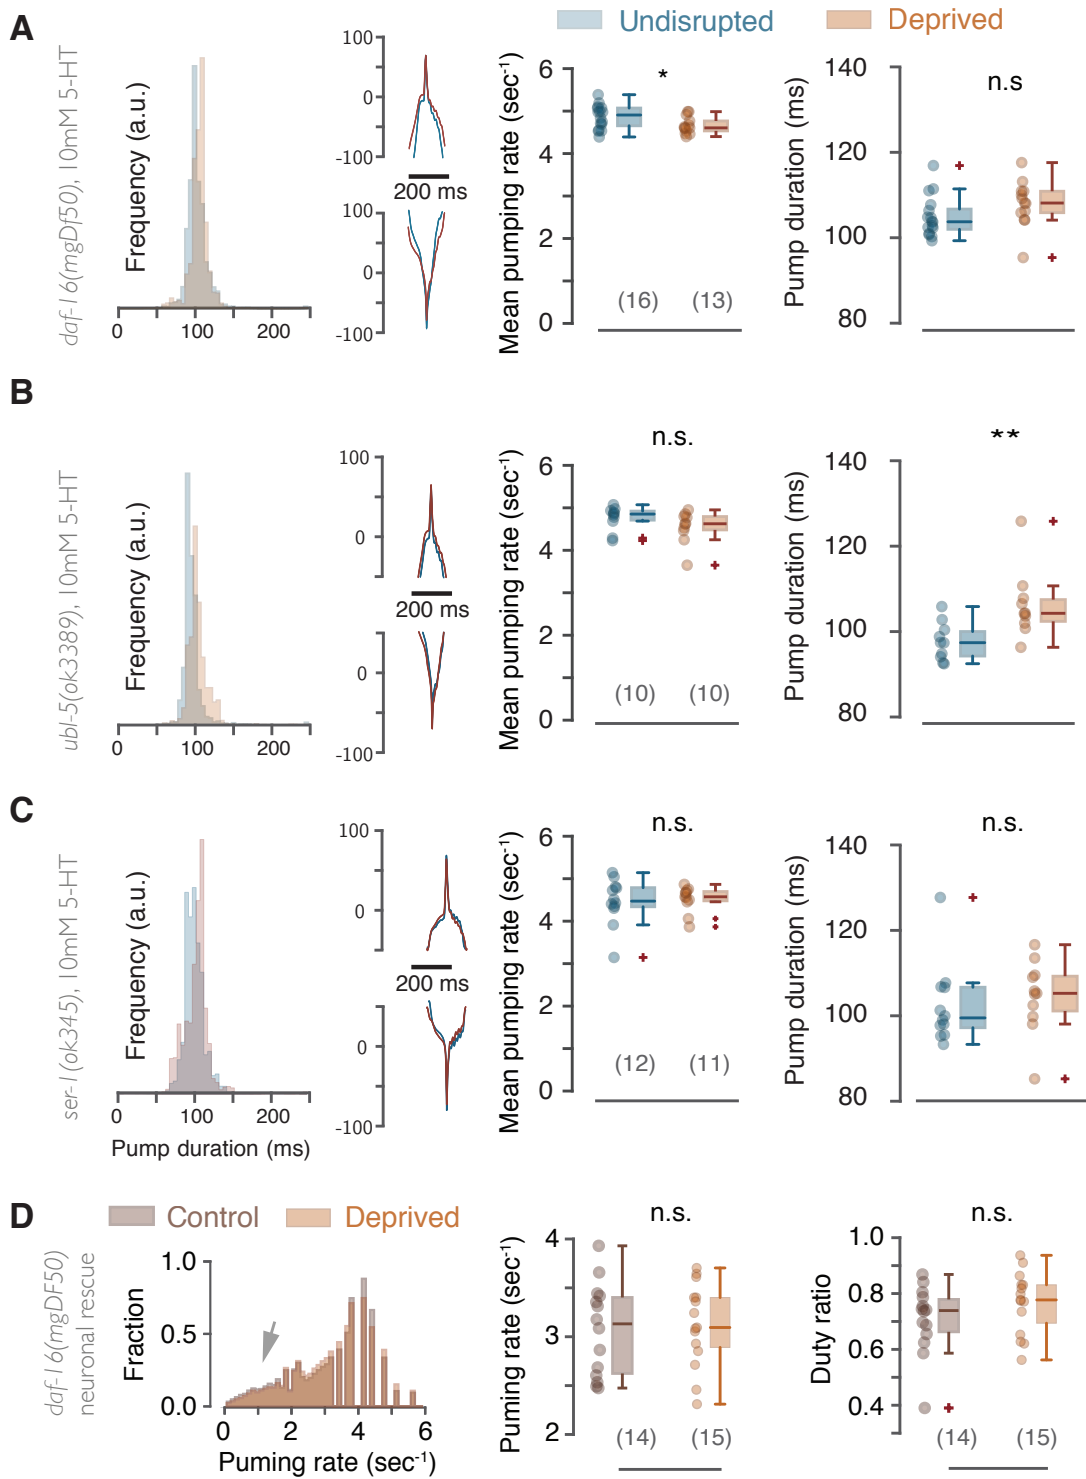 Undisrupted
Deprived
A
daf-16(mgDf50), 10mM 5-HT
Frequency (a.u.)
0
100
200
100
0
-100
200 ms
100
0
-100
Mean pumping rate (sec-1)
6
4
2
0
*
(16)
(13)
Pump duration (ms)
140
120
100
80
n.s
B
ubl-5(ok3389), 10mM 5-HT
Frequency (a.u.)
0
100
200
100
0
200 ms
0
-100
Mean pumping rate (sec-1)
6
4
2
0
n.s.
(10)
(10)
Pump duration (ms)
140
120
100
80
**
C
ser-1(ok345), 10mM 5-HT
Frequency (a.u.)
0
100
200
Pump duration (ms)
100
0
200 ms
0
-100
Mean pumping rate (sec-1)
6
4
2
0
n.s.
(12)
(11)
Pump duration (ms)
140
120
100
80
n.s.
D
Control
Deprived
daf-16(mgDF50)
neuronal rescue
Fraction
1.0
0.5
0.0
0
2
4
6
Puming rate (sec-1)
Puming rate (sec-1)
4
3
2
n.s.
(14)
(15)
Duty ratio
1.0
0.8
0.6
0.4
n.s.
(14)
(15)